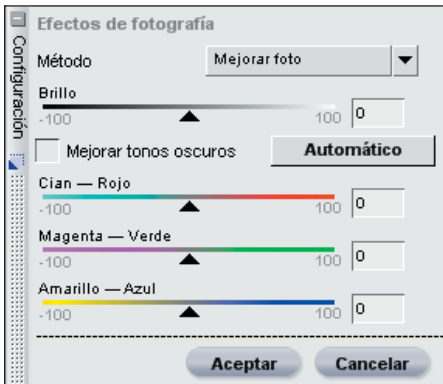 Efectos de fotografía
Configuración
Método Mejorar foto
Brillo
-100 100 0
Mejorar tonos oscuros Automático
Cian — Rojo
-100 100 0
Magenta — Verde
-100 100 0
Amarillo — Azul
-100 100 0
Aceptar Cancelar